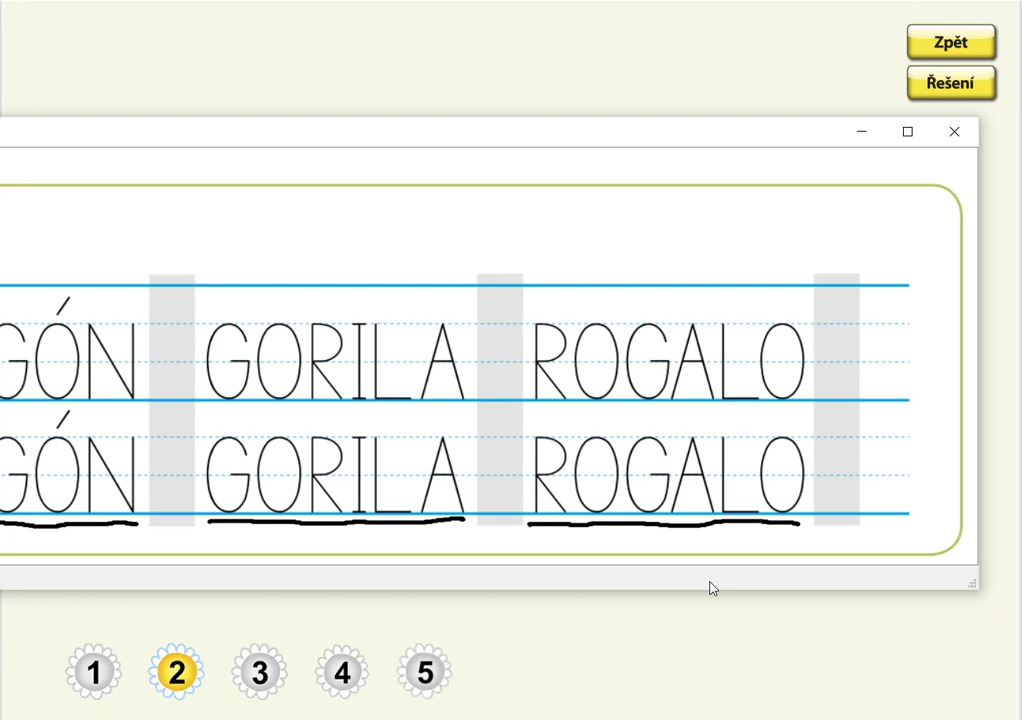 Zpět
Řešení
GÓN GORILA ROGALO
GÓN GORILA ROGALO
1 2 3 4 5